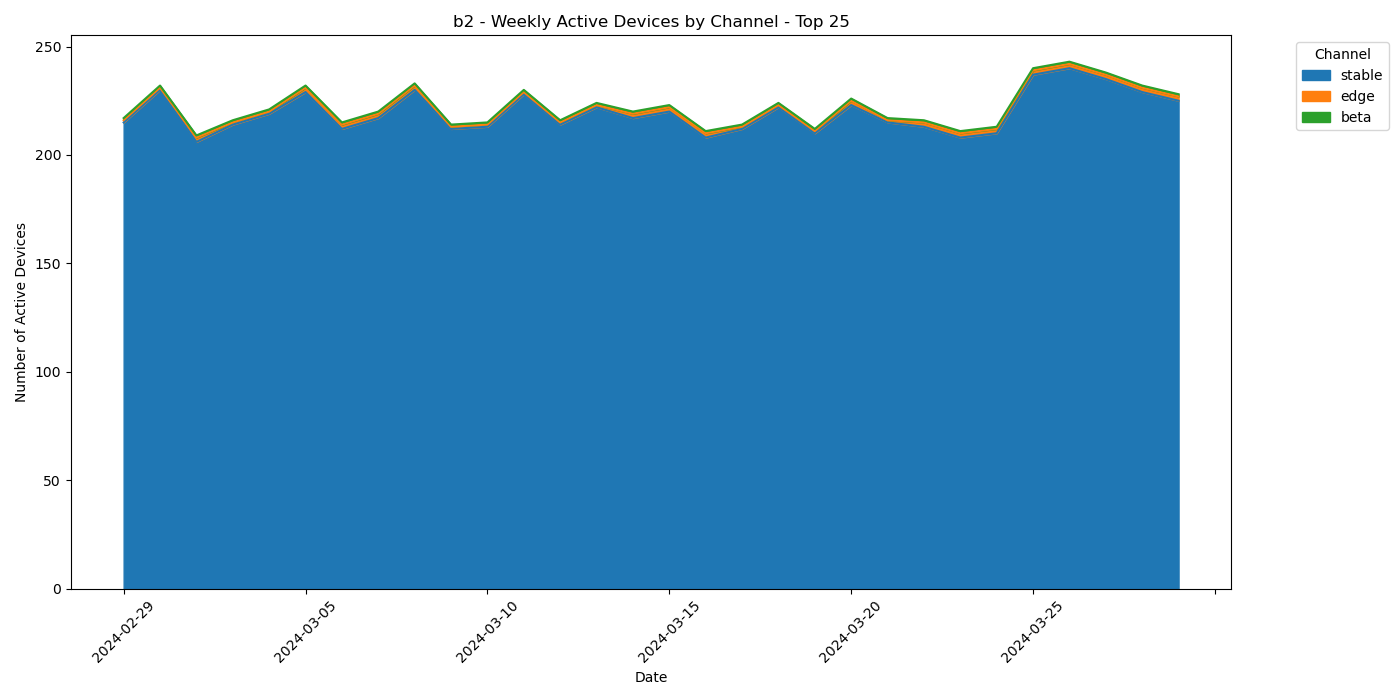 b2 - Weekly Active Devices by Channel - Top 25
Number of Active Devices
250
200
150
100
50
0
2024-02-29
2024-03-05
2024-03-10
2024-03-15
2024-03-20
2024-03-25
Date
Channel
stable
edge
beta